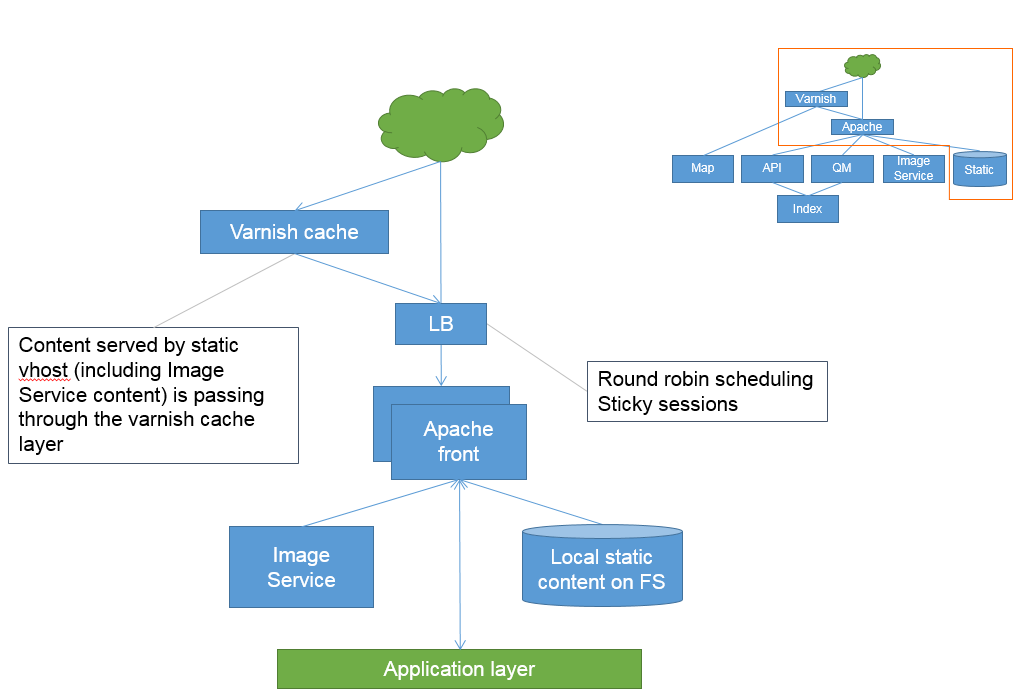 Varnish
Apache
Map
API
QM
Image
Service
Static
Index
Varnish cache
LB
Content served by static
vhost (including Image
Service content) is passing
through the varnish cache
layer
Round robin scheduling
Sticky sessions
Apache
front
Image
Service
Local static
content on FS
Application layer